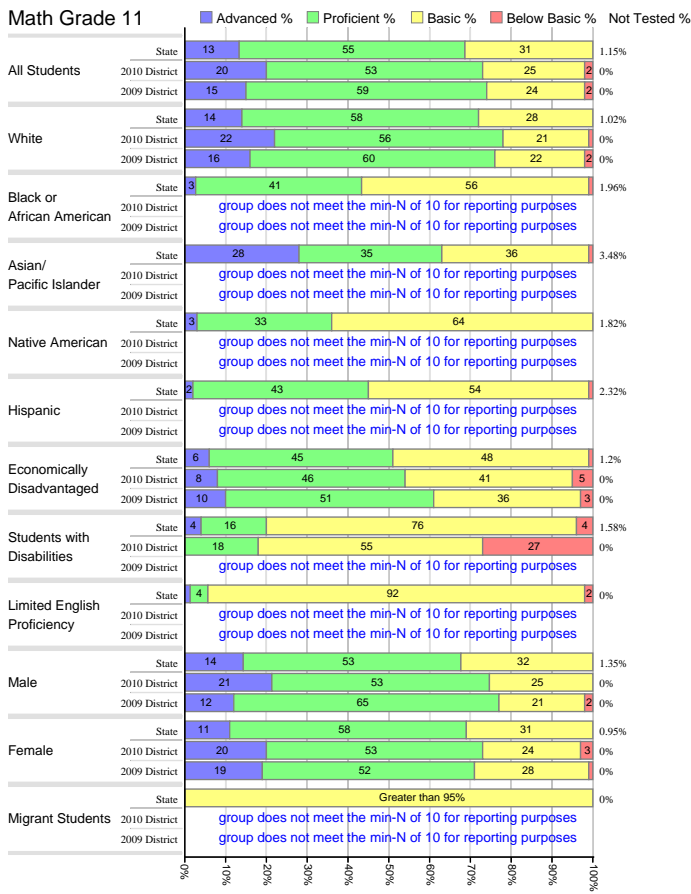 Math Grade 11
Advanced % Proficient % Basic % Below Basic % Not Tested %
All Students
State 13 55 31 1.15%
2010 District 20 53 25 2 0%
2009 District 15 59 24 2 0%
White
State 14 58 28 1.02%
2010 District 22 56 21 0%
2009 District 16 60 22 2 0%
Black or
African American
State 3 41 56 1.96%
2010 District group does not meet the min-N of 10 for reporting purposes
2009 District group does not meet the min-N of 10 for reporting purposes
Asian/
Pacific Islander
State 28 35 36 3.48%
2010 District group does not meet the min-N of 10 for reporting purposes
2009 District group does not meet the min-N of 10 for reporting purposes
Native American
State 3 33 64 1.82%
2010 District group does not meet the min-N of 10 for reporting purposes
2009 District group does not meet the min-N of 10 for reporting purposes
Hispanic
State 2 43 54 2.32%
2010 District group does not meet the min-N of 10 for reporting purposes
2009 District group does not meet the min-N of 10 for reporting purposes
Economically
Disadvantaged
State 6 45 48 1.2%
2010 District 8 46 41 5 0%
2009 District 10 51 36 3 0%
Students with
Disabilities
State 4 16 76 4 1.58%
2010 District 18 55 27 0%
2009 District group does not meet the min-N of 10 for reporting purposes
Limited English
Proficiency
State 4 92 2 0%
2010 District group does not meet the min-N of 10 for reporting purposes
2009 District group does not meet the min-N of 10 for reporting purposes
Male
State 14 53 32 1.35%
2010 District 21 53 25 0%
2009 District 12 65 21 2 0%
Female
State 11 58 31 0.95%
2010 District 20 53 24 3 0%
2009 District 19 52 28 0%
Migrant Students
State Greater than 95% 0%
2010 District group does not meet the min-N of 10 for reporting purposes
2009 District group does not meet the min-N of 10 for reporting purposes
0% 10% 20% 30% 40% 50% 60% 70% 80% 90% 100%